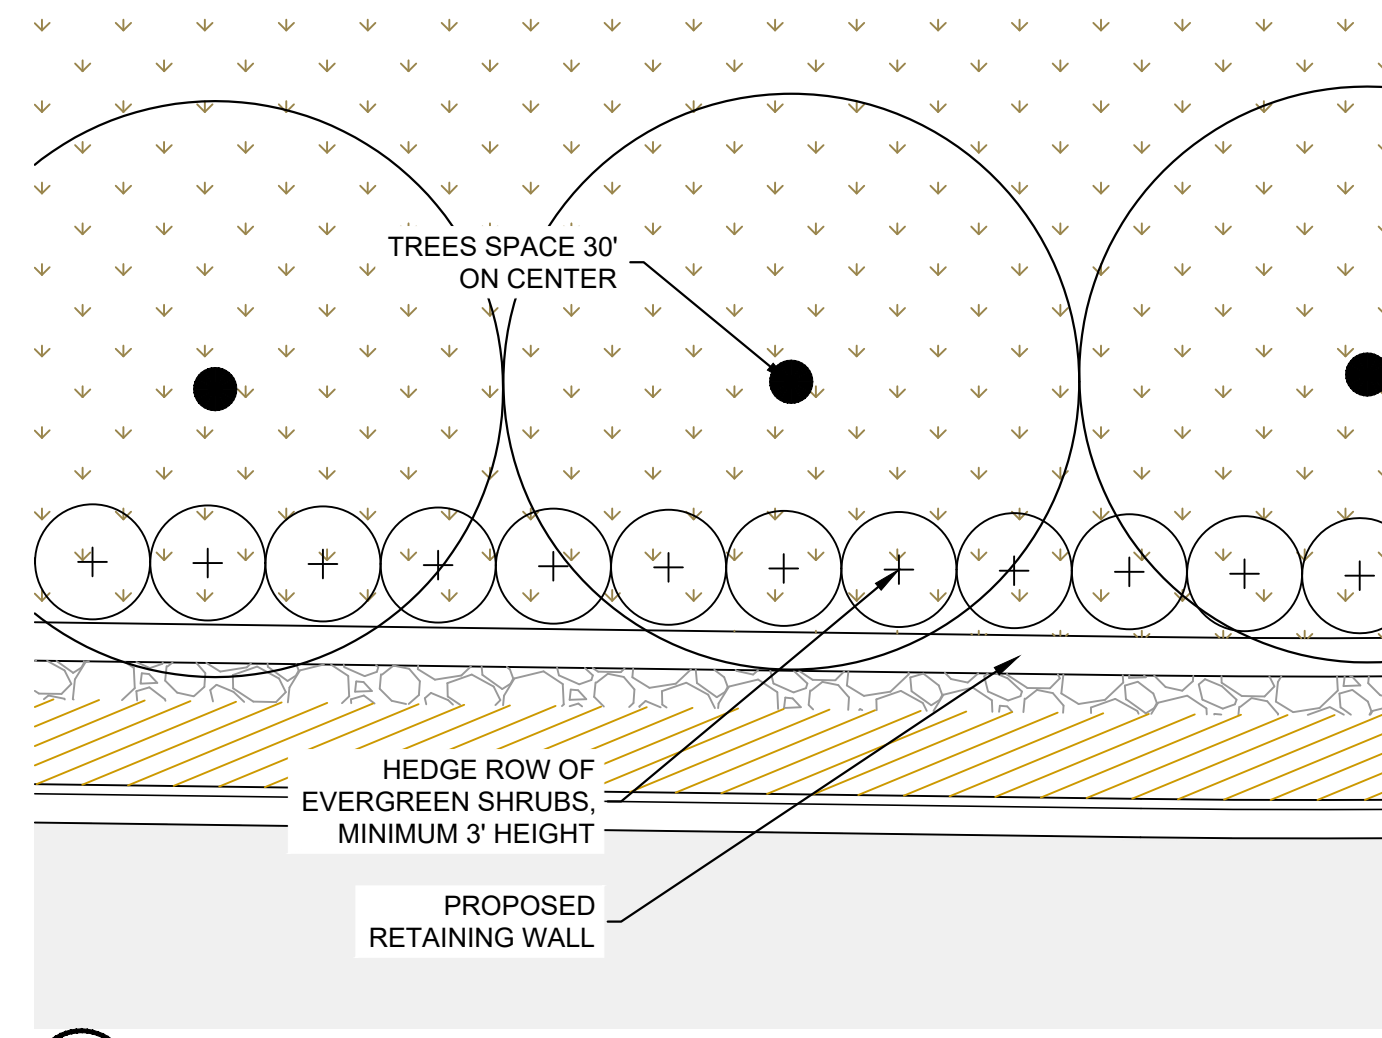 TREES SPACE 30'
ON CENTER
HEDGE ROW OF
EVERGREEN SHRUBS,
MINIMUM 3' HEIGHT
PROPOSED
RETAINING WALL